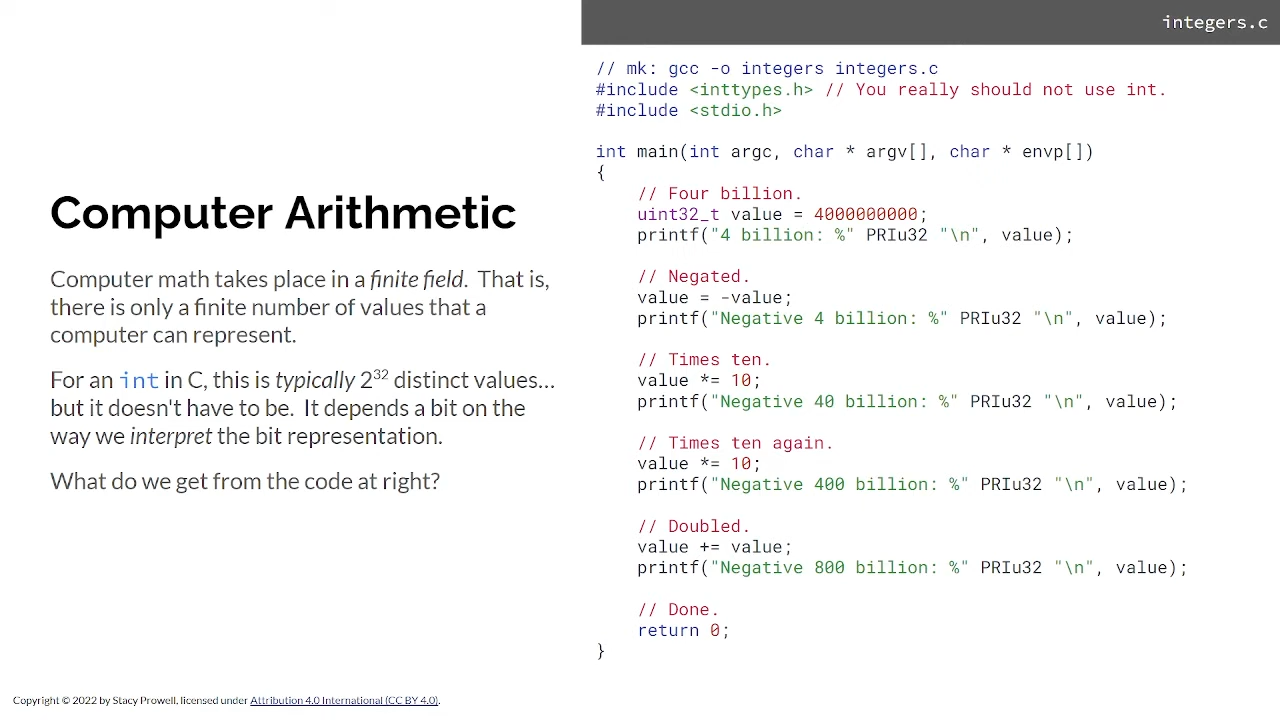 integers.c
Computer Arithmetic
Computer math takes place in a finite field. That is,
there is only a finite number of values that a
computer can represent.
For an int in C, this is typically 2³² distinct values…
but it doesn't have to be. It depends a bit on the
way we interpret the bit representation.
What do we get from the code at right?
// mk: gcc -o integers integers.c
#include <inttypes.h> // You really should not use int.
#include <stdio.h>
int main(int argc, char * argv[], char * envp[])
{
    // Four billion.
    uint32_t value = 4000000000;
    printf("4 billion: %" PRIu32 "\n", value);
    // Negated.
    value = -value;
    printf("Negative 4 billion: %" PRIu32 "\n", value);
    // Times ten.
    value *= 10;
    printf("Negative 40 billion: %" PRIu32 "\n", value);
    // Times ten again.
    value *= 10;
    printf("Negative 400 billion: %" PRIu32 "\n", value);
    // Doubled.
    value += value;
    printf("Negative 800 billion: %" PRIu32 "\n", value);
    // Done.
    return 0;
}
Copyright © 2022 by Stacy Prowell, licensed under Attribution 4.0 International (CC BY 4.0).